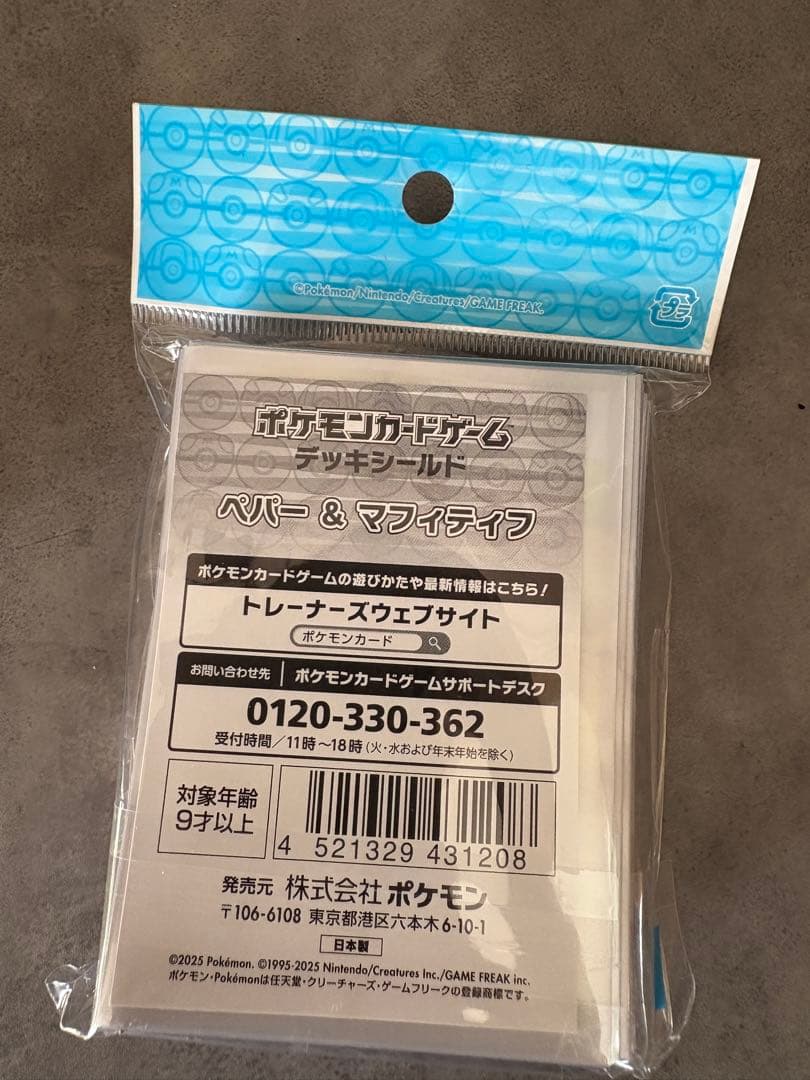 ©Pokémon/Nintendo/Creatures/GAME FREAK.
プラ
ポケモンカードゲーム™
デッキシールド
ペパー & マフィティフ
ポケモンカードゲームの遊びかたや最新情報はこちら!
トレーナーズウェブサイト
ポケモンカード
お問い合わせ先 ポケモンカードゲームサポートデスク
0120-330-362
受付時間/11時~18時(火・水および年末年始を除く)
対象年齢
9才以上
4 521329 431208
発売元 株式会社 ポケモン
〒106-6108 東京都港区六本木6-10-1
日本製
©2025 Pokémon. ©1995-2025 Nintendo/Creatures Inc./GAME FREAK inc.
ポケモン・Pokémonは任天堂・クリーチャーズ・ゲームフリークの登録商標です。